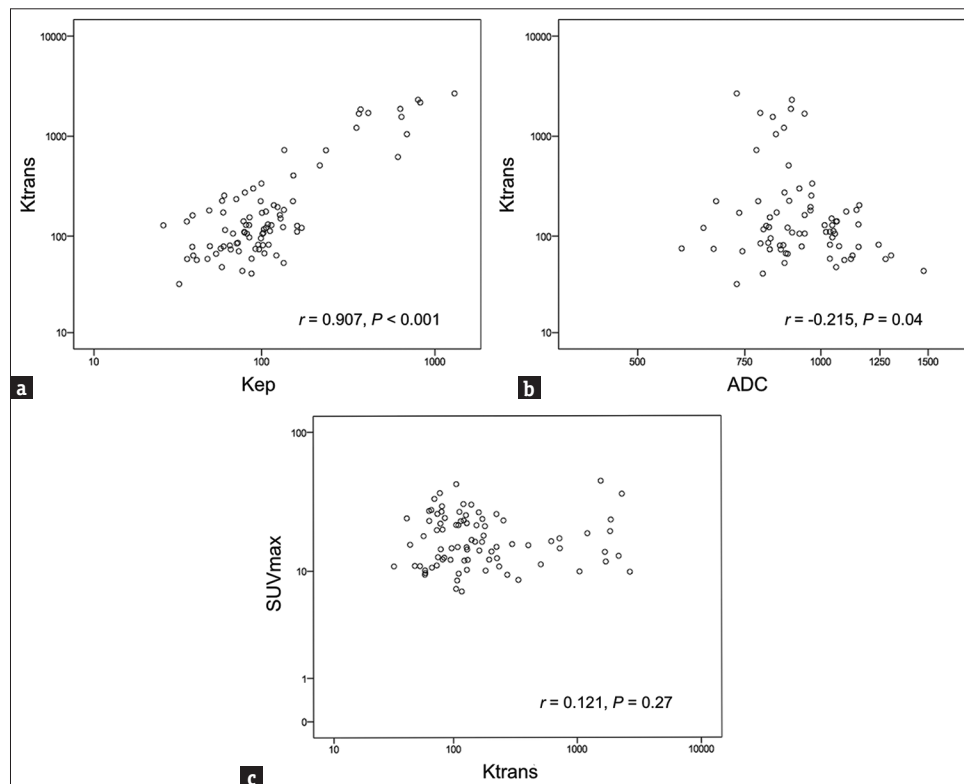 10000
1000
100
10
Ktrans
r = 0.907, P < 0.001
10
100
1000
Kep
a
10000
1000
100
10
Ktrans
r = -0.215, P = 0.04
500
750
1000
1250
1500
ADC
b
100
10
1
0
SUVmax
r = 0.121, P = 0.27
10
100
1000
10000
Ktrans
c